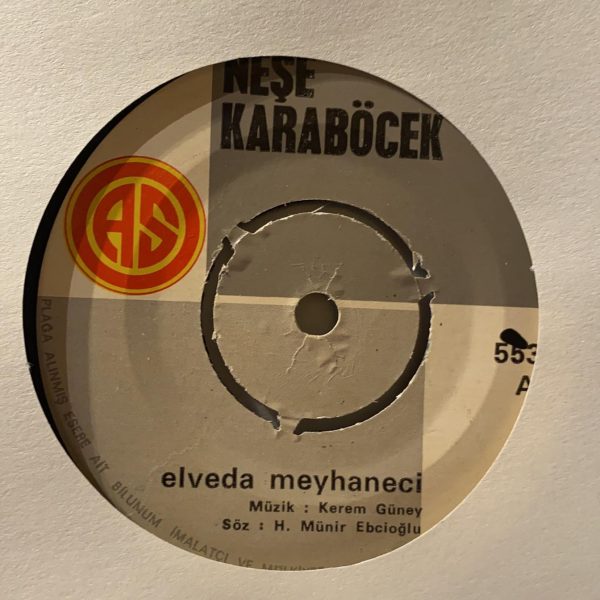 NEŞE
KARABÖCEK
AS
553
A
elveda meyhaneci
Müzik : Kerem Güney
Söz : H. Münir Ebcioğlu
PLAĞA ALINMIŞ ESERE AİT BİLUMUM İMALATÇI VE